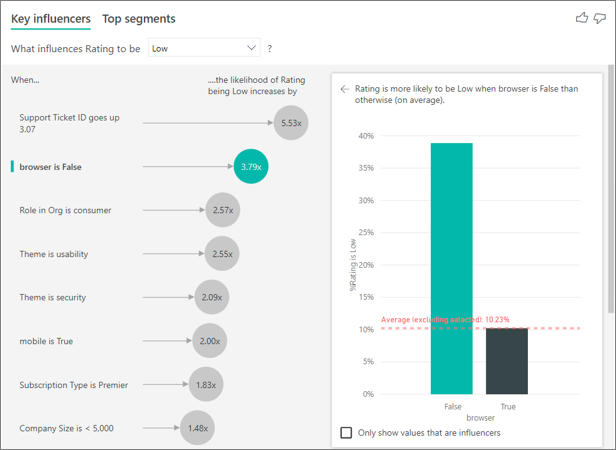 Key influencers Top segments
What influences Rating to be Low ?
When...
....the likelihood of Rating
being Low increases by
Support Ticket ID goes up
3.07
5.53x
browser is False
3.79x
Role in Org is consumer
2.57x
Theme is usability
2.55x
Theme is security
2.09x
mobile is True
2.00x
Subscription Type is Premier
1.83x
Company Size is < 5,000
1.48x
Rating is more likely to be Low when browser is False than
otherwise (on average).
40%
35%
30%
25%
20%
15%
10%
5%
0%
%Rating is Low
Average (excluding selected): 10.23%
False True
browser
Only show values that are influencers